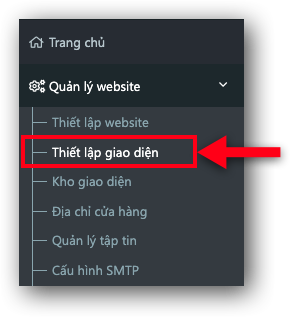 Trang chủ
Quản lý website
Thiết lập website
Thiết lập giao diện
Kho giao diện
Địa chỉ cửa hàng
Quản lý tập tin
Cấu hình SMTP